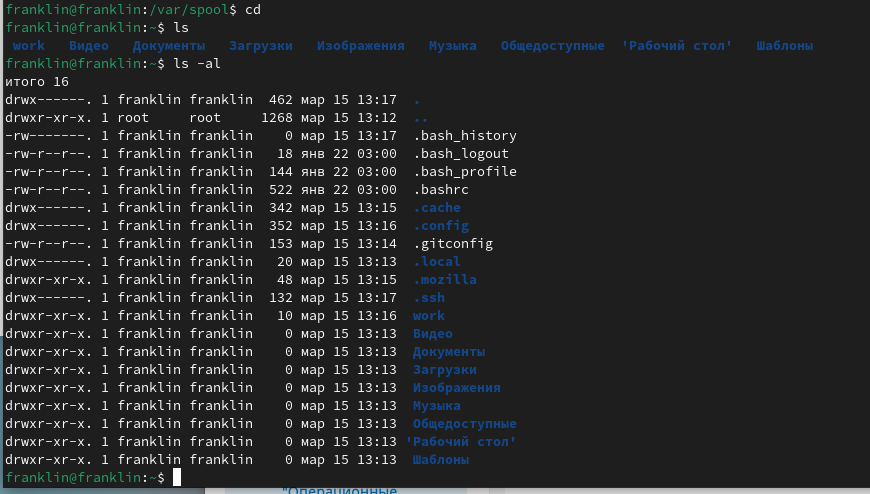 franklin@franklin:/var/spool$ cd
franklin@franklin:~$ ls
work Видео Документы Загрузки Изображения Музыка Общедоступные 'Рабочий стол' Шаблоны
franklin@franklin:~$ ls -al
итого 16
drwx------. 1 franklin franklin 462 мар 15 13:17 .
drwxr-xr-x. 1 root root 1268 мар 15 13:12 ..
-rw-------. 1 franklin franklin 0 мар 15 13:17 .bash_history
-rw-r--r--. 1 franklin franklin 18 янв 22 03:00 .bash_logout
-rw-r--r--. 1 franklin franklin 144 янв 22 03:00 .bash_profile
-rw-r--r--. 1 franklin franklin 522 янв 22 03:00 .bashrc
drwx------. 1 franklin franklin 342 мар 15 13:15 .cache
drwx------. 1 franklin franklin 352 мар 15 13:16 .config
-rw-r--r--. 1 franklin franklin 153 мар 15 13:14 .gitconfig
drwx------. 1 franklin franklin 20 мар 15 13:13 .local
drwxr-xr-x. 1 franklin franklin 48 мар 15 13:15 .mozilla
drwx------. 1 franklin franklin 132 мар 15 13:17 .ssh
drwxr-xr-x. 1 franklin franklin 10 мар 15 13:16 work
drwxr-xr-x. 1 franklin franklin 0 мар 15 13:13 Видео
drwxr-xr-x. 1 franklin franklin 0 мар 15 13:13 Документы
drwxr-xr-x. 1 franklin franklin 0 мар 15 13:13 Загрузки
drwxr-xr-x. 1 franklin franklin 0 мар 15 13:13 Изображения
drwxr-xr-x. 1 franklin franklin 0 мар 15 13:13 Музыка
drwxr-xr-x. 1 franklin franklin 0 мар 15 13:13 Общедоступные
drwxr-xr-x. 1 franklin franklin 0 мар 15 13:13 'Рабочий стол'
drwxr-xr-x. 1 franklin franklin 0 мар 15 13:13 Шаблоны
franklin@franklin:~$
"Операционные